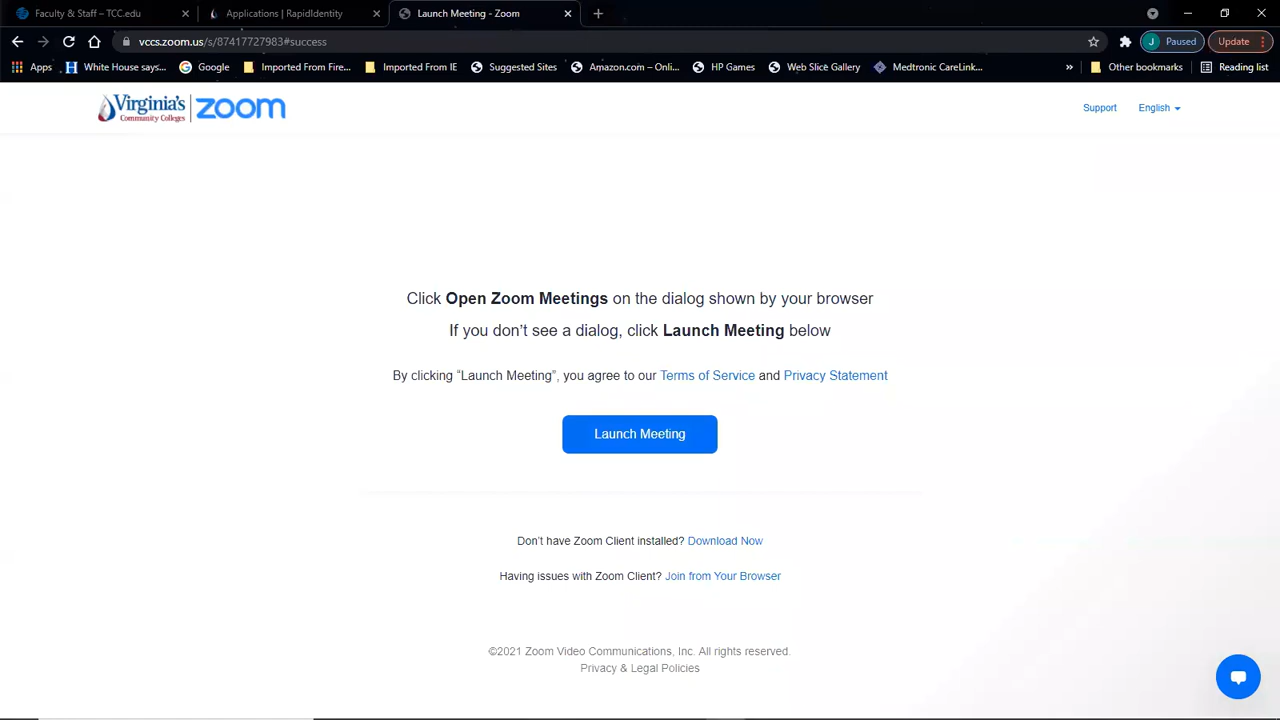 Faculty & Staff – TCC.edu
Applications | RapidIdentity
Launch Meeting - Zoom
vccs.zoom.us/s/87417727983#success
J Paused
Update
Apps
White House says...
Google
Imported From Fire...
Imported From IE
Suggested Sites
Amazon.com – Onli...
HP Games
Web Slice Gallery
Medtronic CareLink...
»
Other bookmarks
Reading list
Virginia's
Community Colleges
zoom
Support
English
Click Open Zoom Meetings on the dialog shown by your browser
If you don't see a dialog, click Launch Meeting below
By clicking “Launch Meeting”, you agree to our Terms of Service and Privacy Statement
Launch Meeting
Don't have Zoom Client installed? Download Now
Having issues with Zoom Client? Join from Your Browser
©2021 Zoom Video Communications, Inc. All rights reserved.
Privacy & Legal Policies